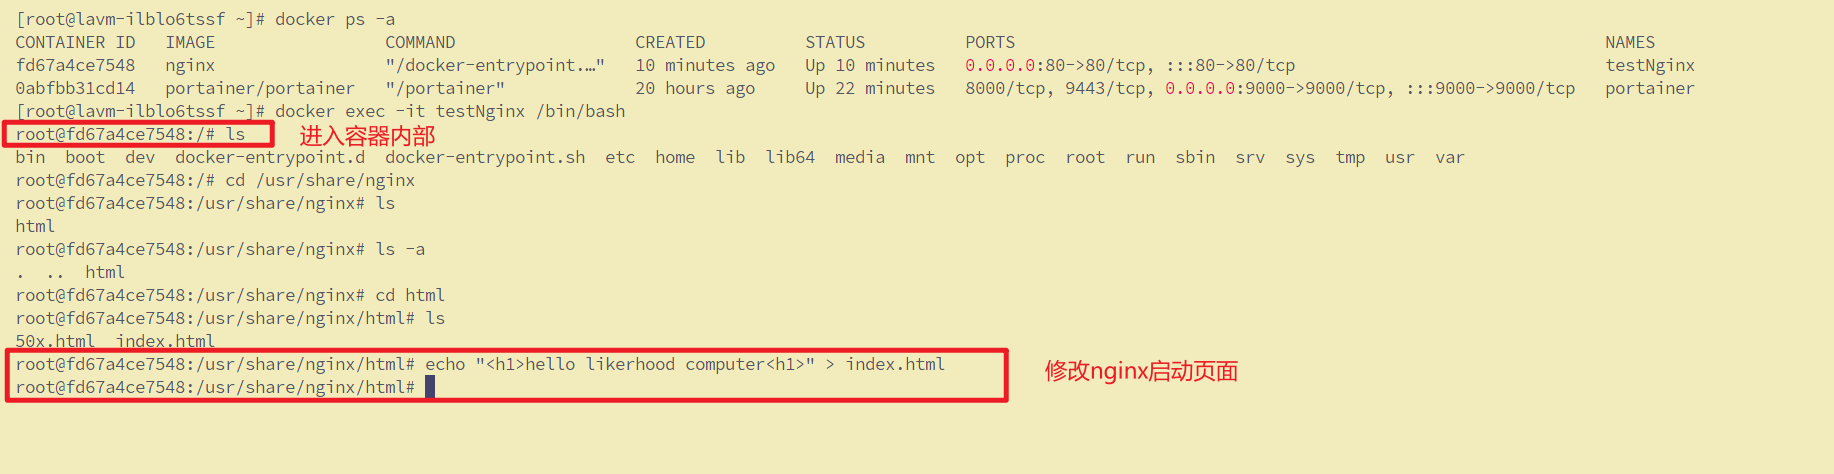 [root@lavm-ilblo6tssf ~]# docker ps -a
CONTAINER ID   IMAGE                 COMMAND                  CREATED          STATUS          PORTS                                                           NAMES
fd67a4ce7548   nginx                 "/docker-entrypoint.…"   10 minutes ago   Up 10 minutes   0.0.0.0:80->80/tcp, :::80->80/tcp                               testNginx
0abfbb31cd14   portainer/portainer   "/portainer"             20 hours ago     Up 22 minutes   8000/tcp, 9443/tcp, 0.0.0.0:9000->9000/tcp, :::9000->9000/tcp   portainer
[root@lavm-ilblo6tssf ~]# docker exec -it testNginx /bin/bash
root@fd67a4ce7548:/# ls 进入容器内部
bin  boot  dev  docker-entrypoint.d  docker-entrypoint.sh  etc  home  lib  lib64  media  mnt  opt  proc  root  run  sbin  srv  sys  tmp  usr  var
root@fd67a4ce7548:/# cd /usr/share/nginx
root@fd67a4ce7548:/usr/share/nginx# ls
html
root@fd67a4ce7548:/usr/share/nginx# ls -a
.  ..  html
root@fd67a4ce7548:/usr/share/nginx# cd html
root@fd67a4ce7548:/usr/share/nginx/html# ls
50x.html  index.html
root@fd67a4ce7548:/usr/share/nginx/html# echo "<h1>hello likerhood computer<h1>" > index.html 修改nginx启动页面
root@fd67a4ce7548:/usr/share/nginx/html#